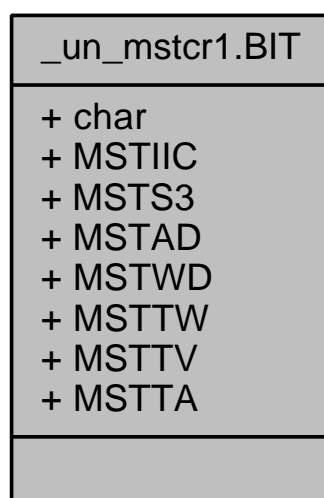 _un_mstcr1.BIT
+ char
+ MSTIIC
+ MSTS3
+ MSTAD
+ MSTWD
+ MSTTW
+ MSTTV
+ MSTTA